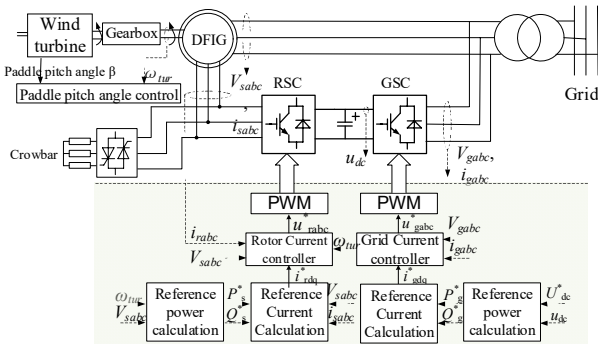 Wind
turbine
Gearbox
DFIG
Grid
Paddle pitch angle β
ω_tur
Paddle pitch angle control
V_sabc
,
i_sabc
RSC
GSC
Crowbar
u_dc
V_gabc,
i_gabc
PWM
PWM
u*_rabc
u*_gabc
i_rabc
V_sabc
Rotor Current
controller
ω_tur
Grid Current
controller
V_gabc
i_gabc
i*_rdq
i*_gdq
ω_tur
V_sabc
Reference
power
calculation
P*_s
Q*_s
Reference
Current
Calculation
V_sabc
i_sabc
Reference
Current
Calculation
P*_g
Q*_g
Reference
power
calculation
U*_dc
u_dc